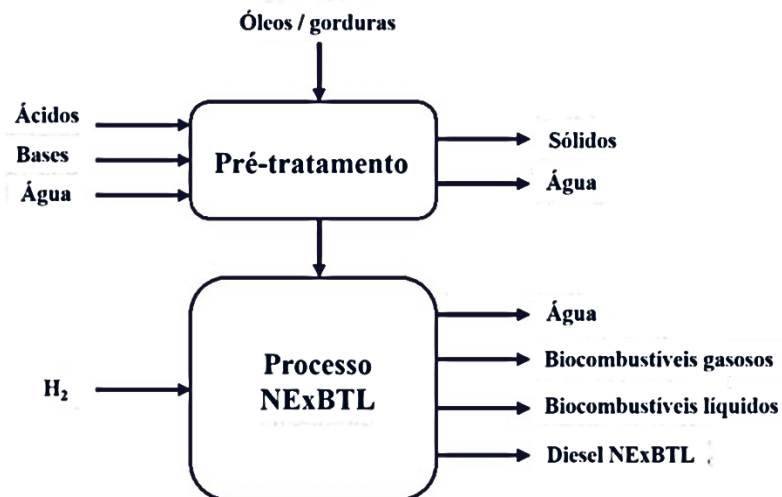 Óleos / gorduras
Ácidos
Bases
Água
Pré-tratamento
Sólidos
Água
H₂
Processo
NExBTL
Água
Biocombustíveis gasosos
Biocombustíveis líquidos
Diesel NExBTL